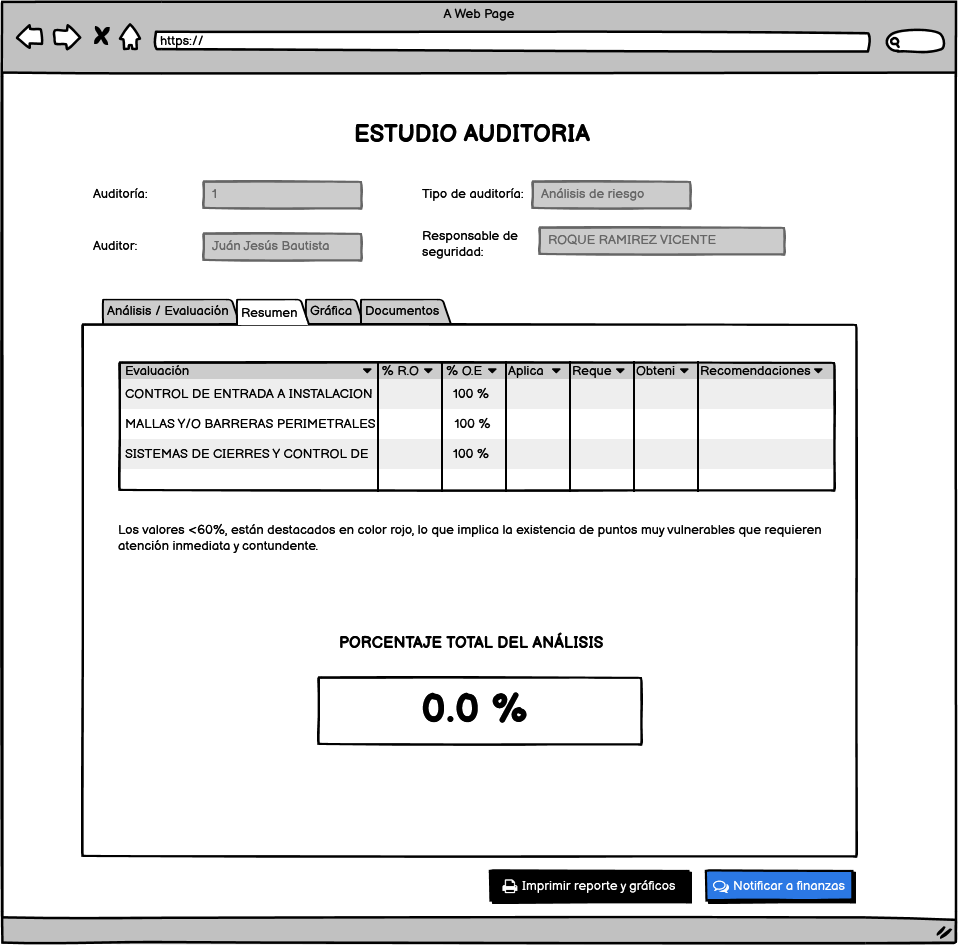 A Web Page
https://
ESTUDIO AUDITORIA
Auditoría: 1 Tipo de auditoría: Análisis de riesgo
Auditor: Juán Jesús Bautista Responsable de seguridad: ROQUE RAMIREZ VICENTE
Análisis / Evaluación Resumen Gráfica Documentos
Evaluación % R.O % O.E Aplica Reque Obteni Recomendaciones
CONTROL DE ENTRADA A INSTALACION 100 %
MALLAS Y/O BARRERAS PERIMETRALES 100 %
SISTEMAS DE CIERRES Y CONTROL DE 100 %
Los valores <60%, están destacados en color rojo, lo que implica la existencia de puntos muy vulnerables que requieren
atención inmediata y contundente.
PORCENTAJE TOTAL DEL ANÁLISIS
0.0 %
Imprimir reporte y gráficos Notificar a finanzas